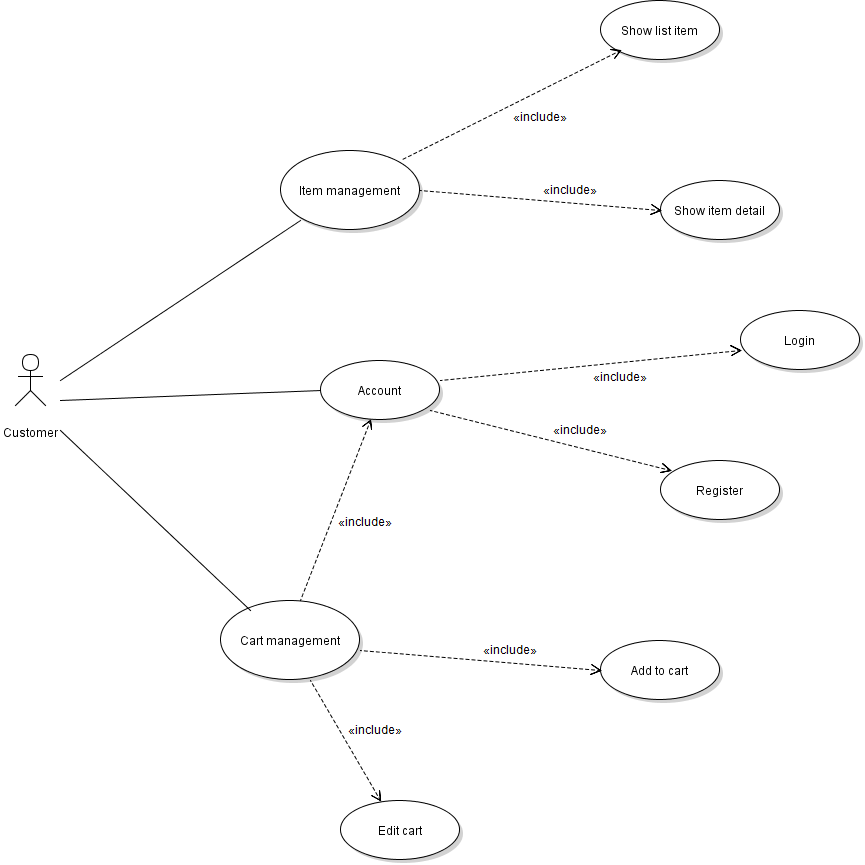 Show list item
«include»
Item management
«include»
Show item detail
Login
«include»
Account
Customer
«include»
Register
«include»
Cart management
«include»
Add to cart
«include»
Edit cart